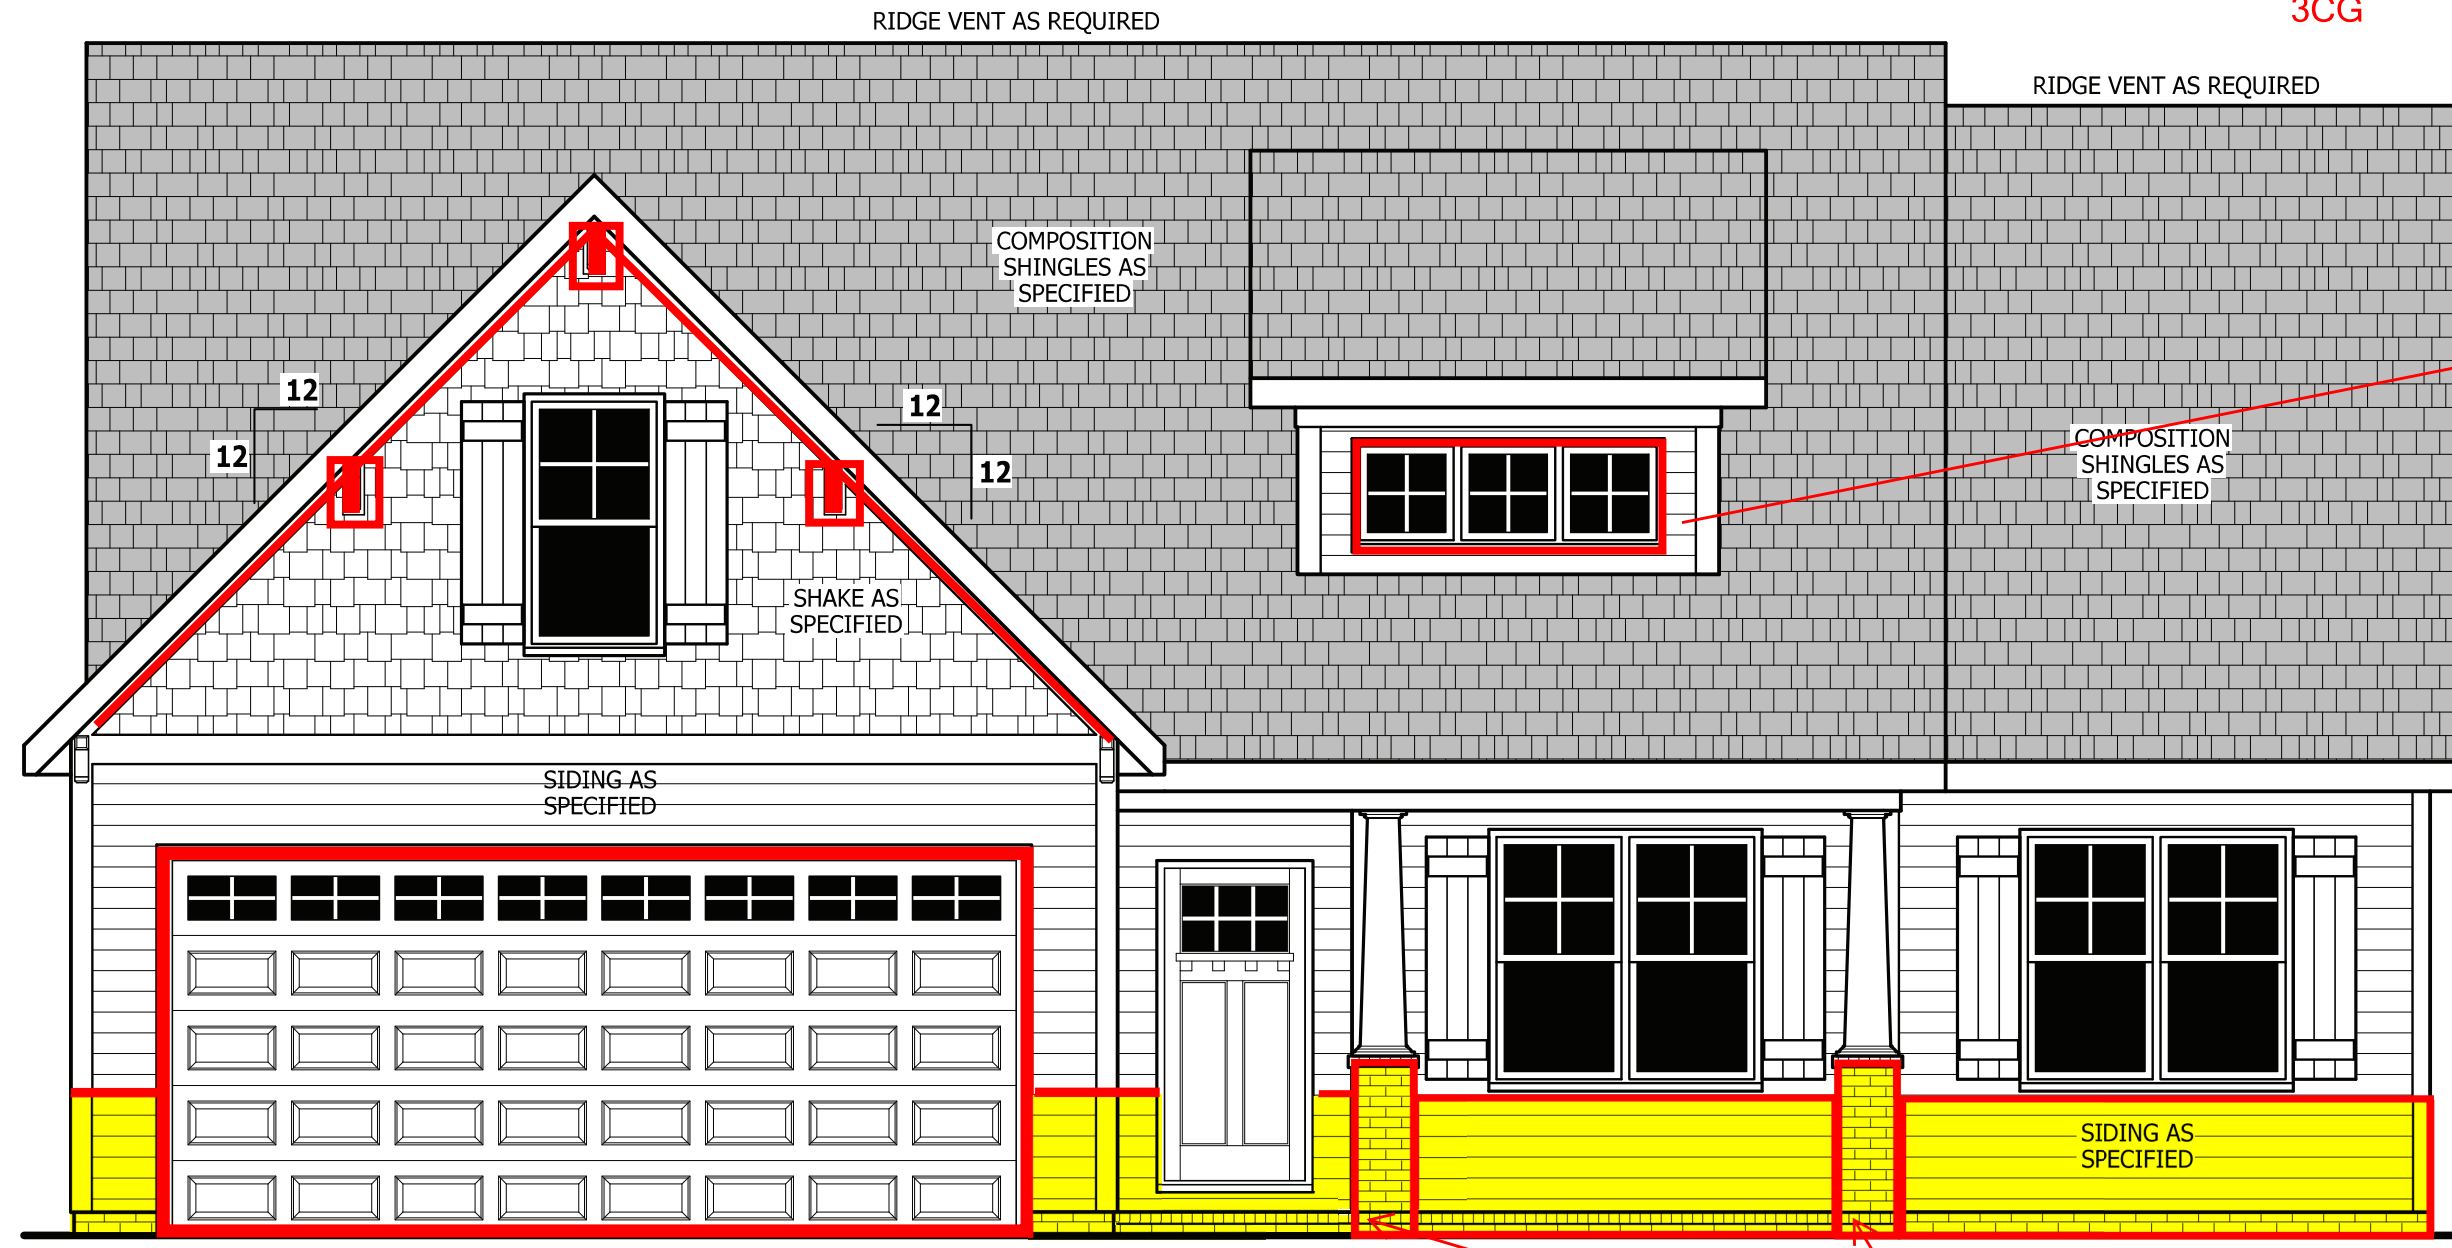 3CG
RIDGE VENT AS REQUIRED
RIDGE VENT AS REQUIRED
COMPOSITION
SHINGLES AS
SPECIFIED
12
12
12
12
COMPOSITION
SHINGLES AS
SPECIFIED
SHAKE AS
SPECIFIED
SIDING AS
SPECIFIED
SIDING AS
SPECIFIED